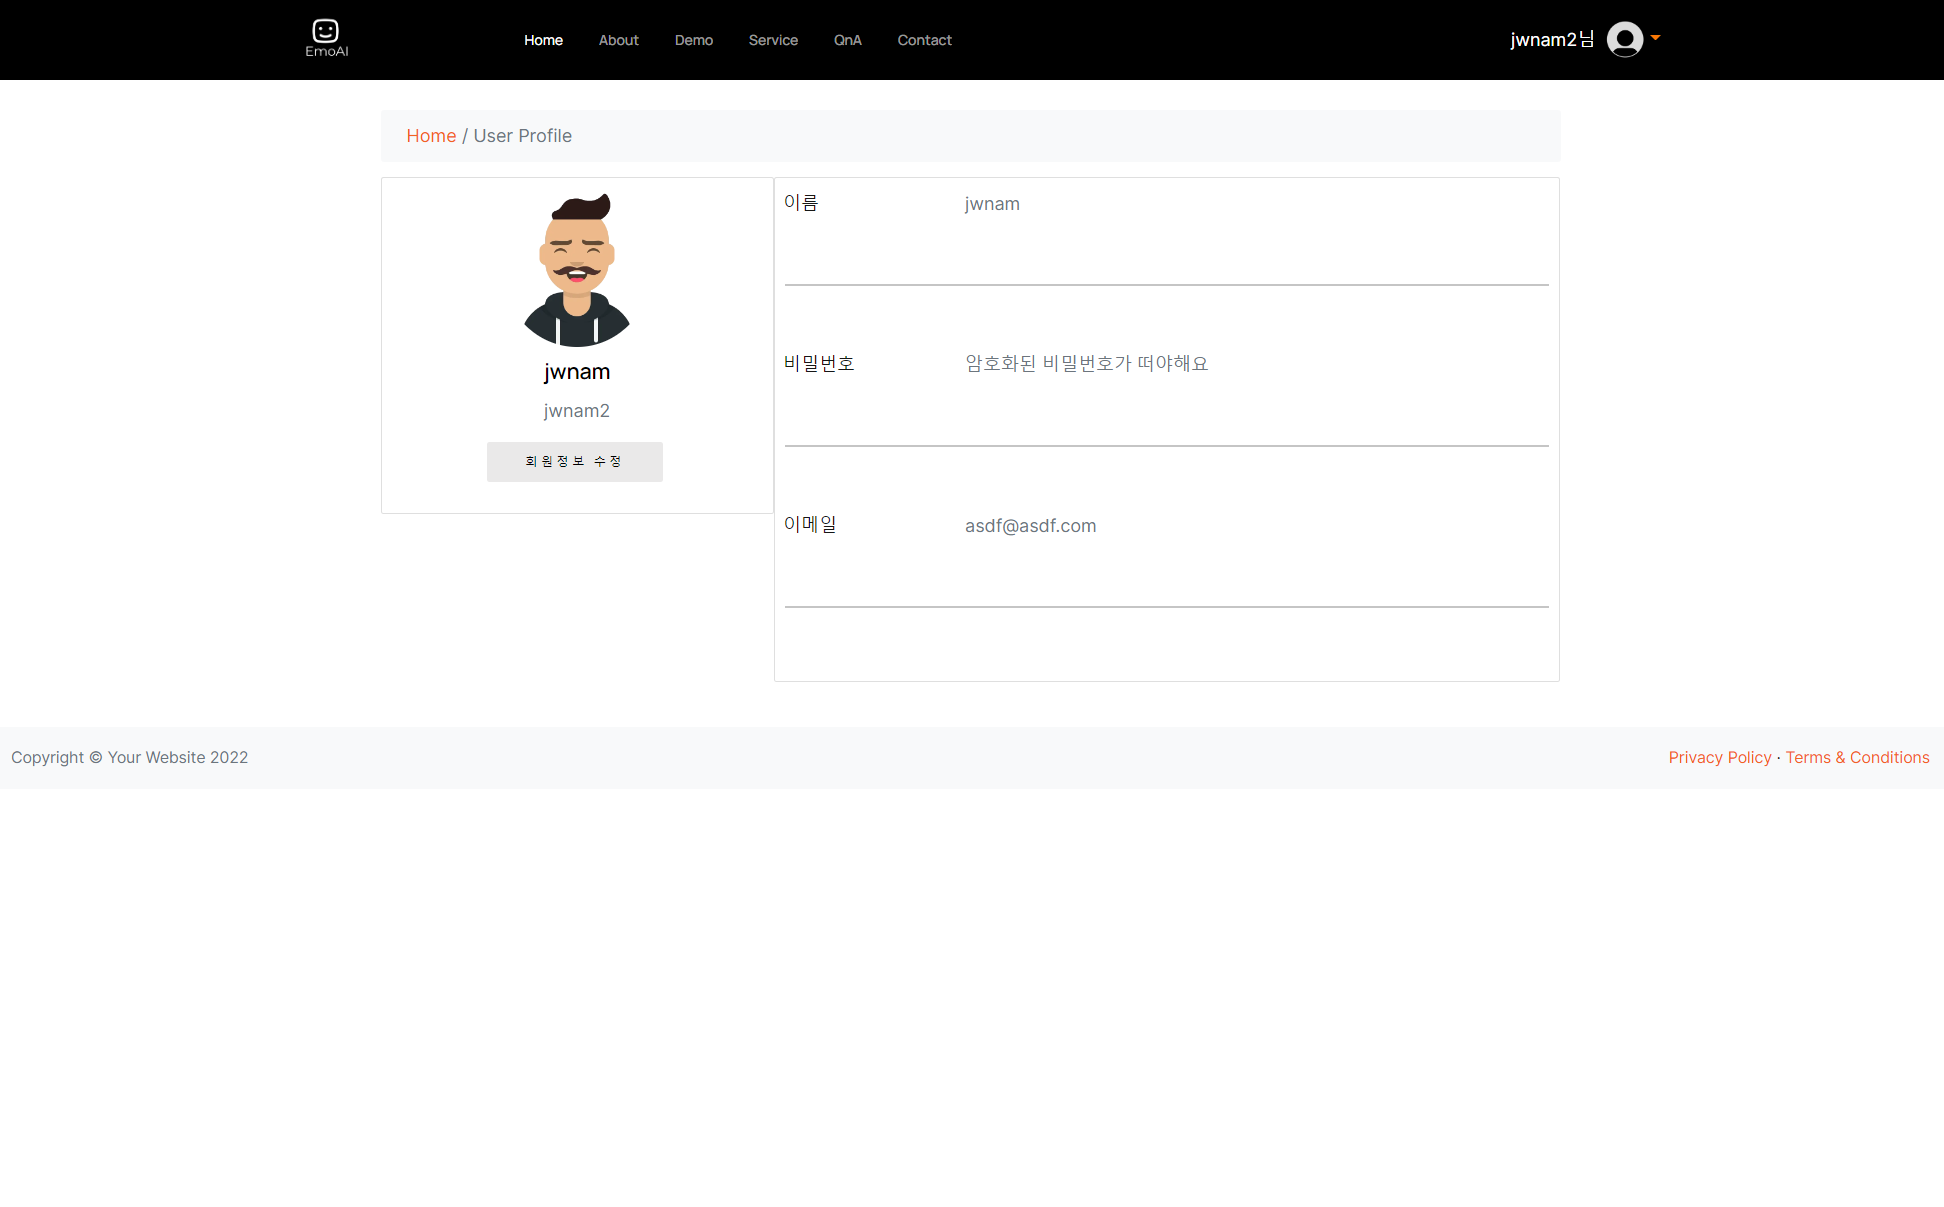 EmoAI
Home About Demo Service QnA Contact
jwnam2님
Home / User Profile
jwnam
jwnam2
회원정보 수정
이름 jwnam
비밀번호 암호화된 비밀번호가 떠야해요
이메일 asdf@asdf.com
Copyright © Your Website 2022
Privacy Policy · Terms & Conditions